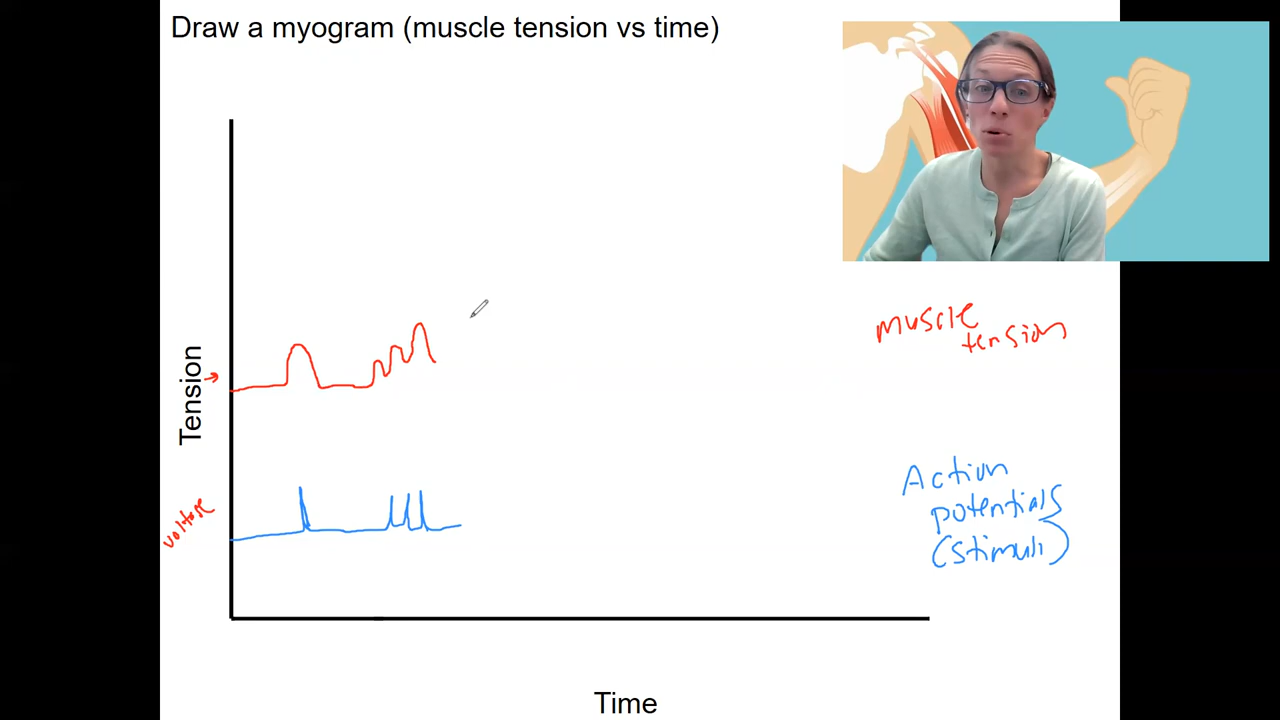 Draw a myogram (muscle tension vs time)
muscle
tension
Tension
Action
potentials
(stimuli)
voltage
Time